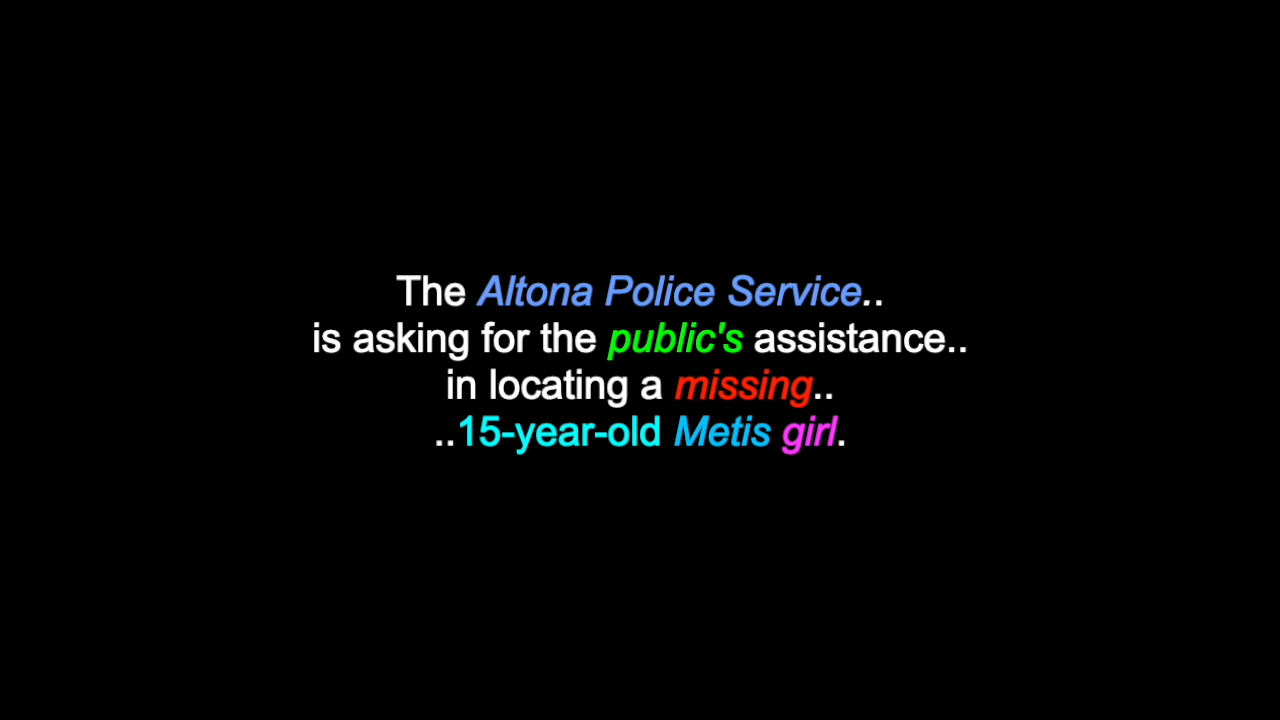 The Altona Police Service..
is asking for the public's assistance..
in locating a missing..
..15-year-old Metis girl.